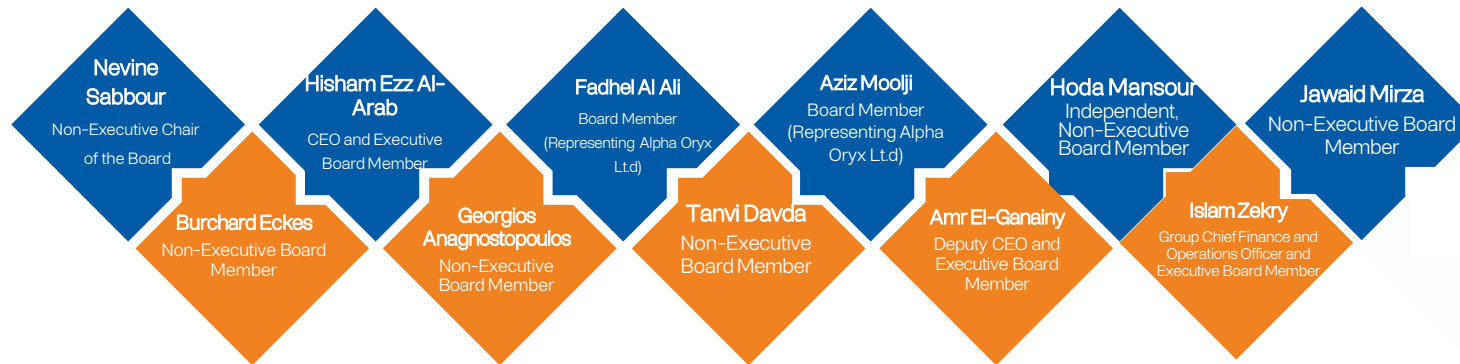 Nevine
Sabbour
Non-Executive Chair
of the Board
Hisham Ezz Al-
Arab
CEO and Executive
Board Member
Fadhel Al Ali
Board Member
(Representing Alpha Oryx
Ltd)
Aziz Moolji
Board Member
(Representing Alpha
Oryx Lt.d)
Hoda Mansour
Independent,
Non-Executive
Board Member
Jawaid Mirza
Non-Executive Board
Member
Burchard Eckes
Non-Executive Board
Member
Georgios
Anagnostopoulos
Non-Executive
Board Member
Tanvi Davda
Non-Executive
Board Member
Amr El-Ganainy
Deputy CEO and
Executive Board
Member
Islam Zekry
Group Chief Finance and
Operations Officer and
Executive Board Member